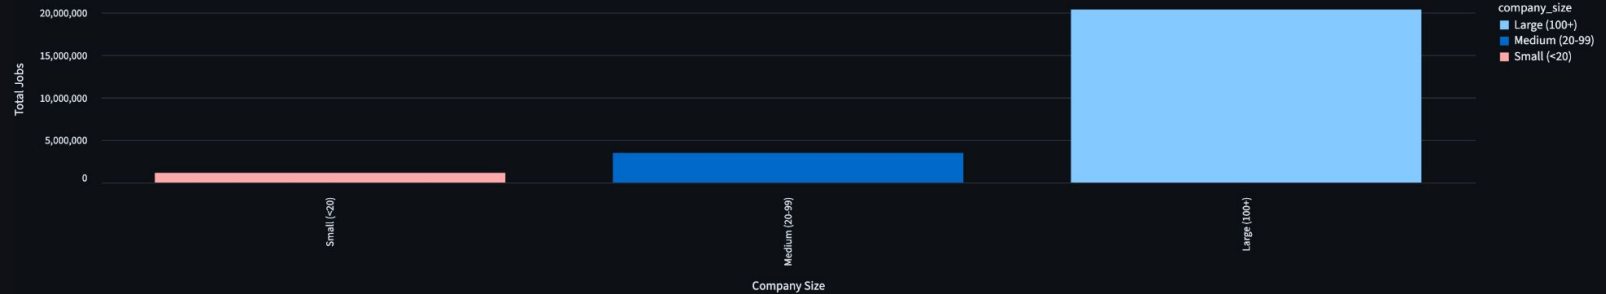 company_size
Large (100+)
Medium (20-99)
Small (<20)
Total Jobs
20,000,000
15,000,000
10,000,000
5,000,000
0
Small (<20)
Medium (20-99)
Large (100+)
Company Size